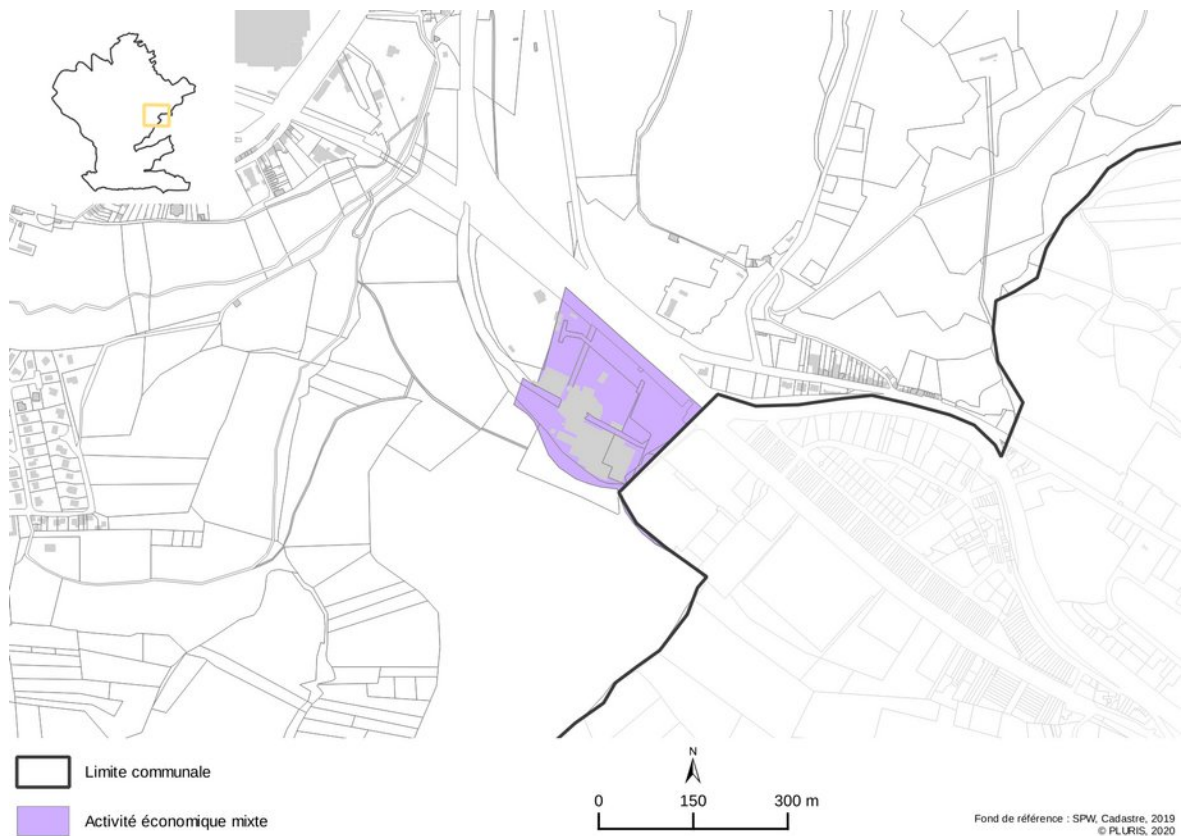 Limite communale
Activité économique mixte
N
0 150 300 m
Fond de référence : SPW, Cadastre, 2019
© PLURIS, 2020